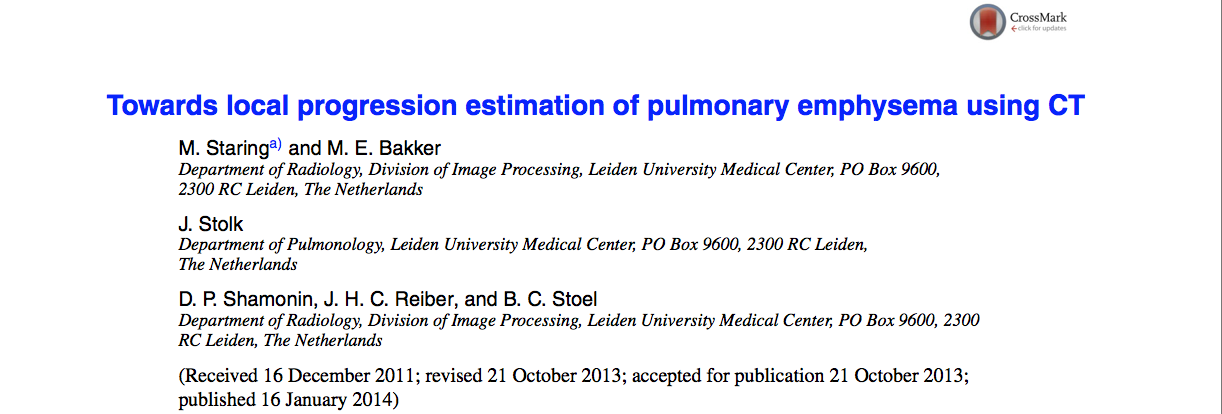 CrossMark
click for updates
Towards local progression estimation of pulmonary emphysema using CT
M. Staringa) and M. E. Bakker
Department of Radiology, Division of Image Processing, Leiden University Medical Center, PO Box 9600,
2300 RC Leiden, The Netherlands
J. Stolk
Department of Pulmonology, Leiden University Medical Center, PO Box 9600, 2300 RC Leiden,
The Netherlands
D. P. Shamonin, J. H. C. Reiber, and B. C. Stoel
Department of Radiology, Division of Image Processing, Leiden University Medical Center, PO Box 9600, 2300
RC Leiden, The Netherlands
(Received 16 December 2011; revised 21 October 2013; accepted for publication 21 October 2013;
published 16 January 2014)